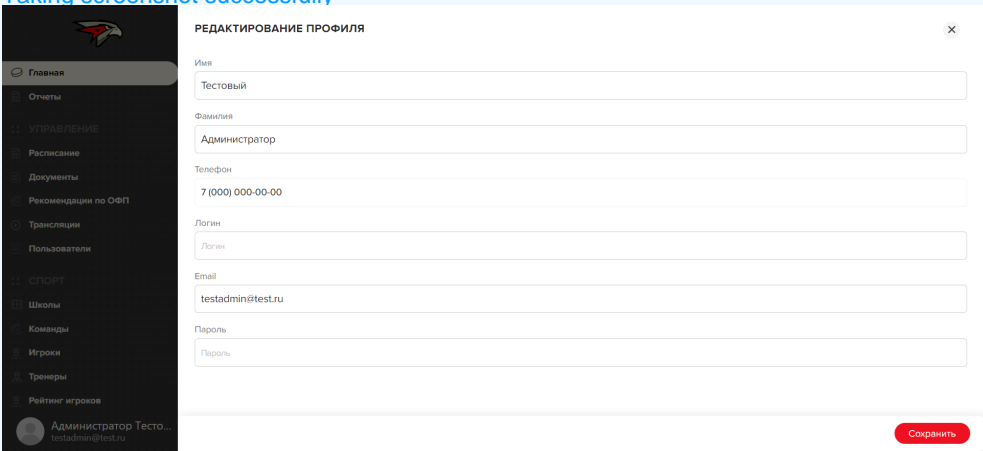 Taking screenshot successfully
РЕДАКТИРОВАНИЕ ПРОФИЛЯ
Главная
Отчеты
УПРАВЛЕНИЕ
Расписание
Документы
Рекомендации по ОФП
Трансляции
Пользователи
СПОРТ
Школы
Команды
Игроки
Тренеры
Рейтинг игроков
Администратор Тесто...
testadmin@test.ru
Имя
Тестовый
Фамилия
Администратор
Телефон
7 (000) 000-00-00
Логин
Логин
Email
testadmin@test.ru
Пароль
Пароль
Сохранить